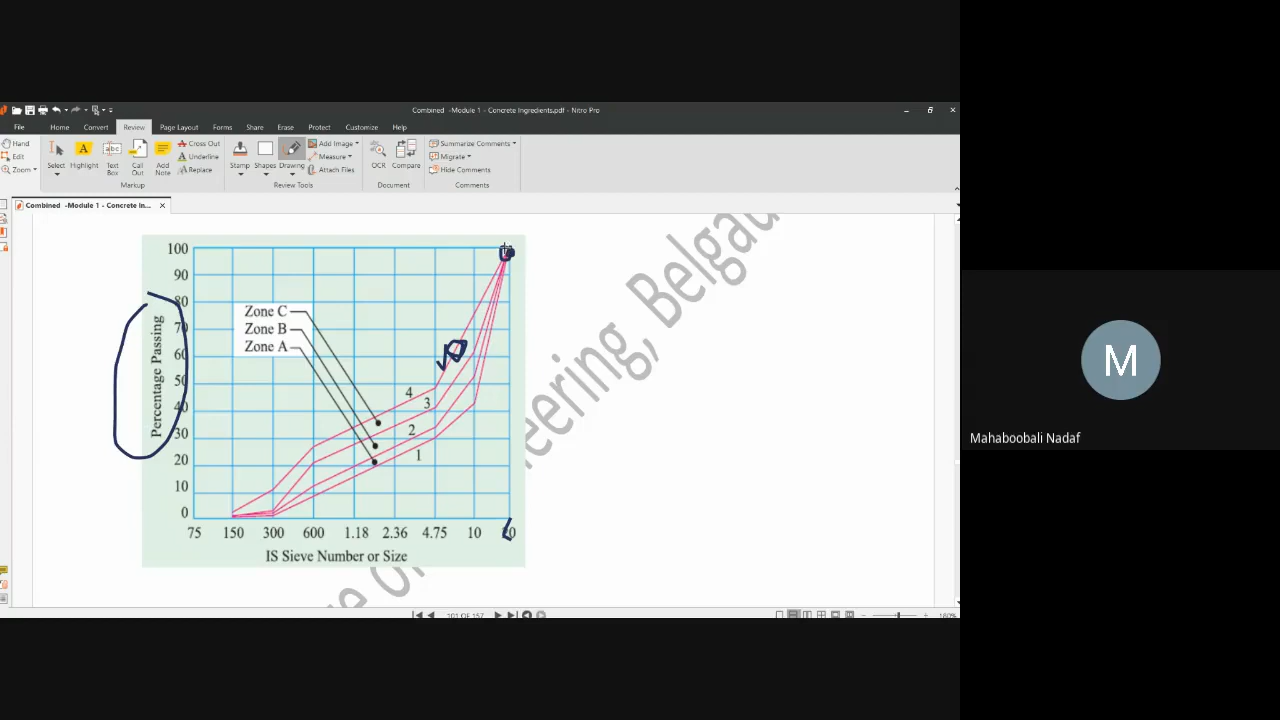 Combined -Module 1 - Concrete Ingredients.pdf - Nitro Pro
File Home Convert Review Page Layout Forms Share Erase Protect Customize Help
Hand
Edit
Zoom
Select Highlight Text Box Call Out Add Note
Cross Out
Underline
Replace
Markup
Stamp Shapes Drawing
Add Image
Measure
Attach Files
Review Tools
OCR Compare
Document
Summarize Comments
Migrate
Hide Comments
Comments
Combined -Module 1 - Concrete In...
100
90
80
70
60
50
40
30
20
10
0
Percentage Passing
Zone C
Zone B
Zone A
4
3
2
1
75 150 300 600 1.18 2.36 4.75 10 20
IS Sieve Number or Size
of
eering, Belgau
101 OF 157
180%
M
Mahaboobali Nadaf